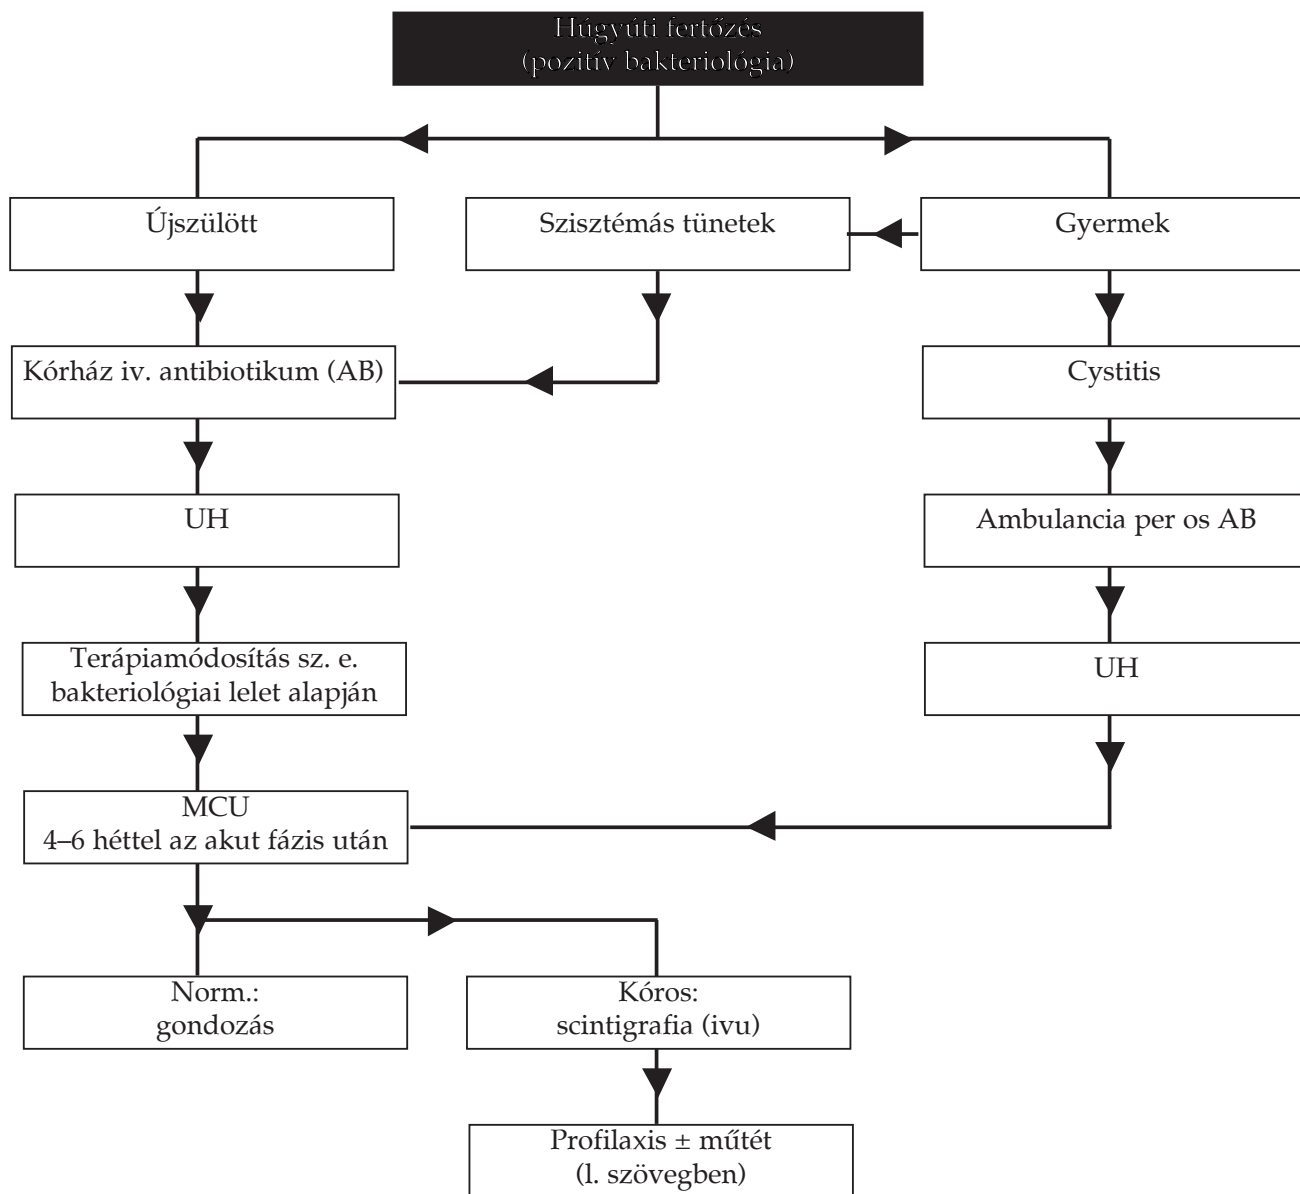 Húgyúti fertőzés
(pozitív bakteriológia)
Újszülött
Szisztémás tünetek
Gyermek
Kórház iv. antibiotikum (AB)
Cystitis
UH
Ambulancia per os AB
Terápiamódosítás sz. e.
bakteriológiai lelet alapján
UH
MCU
4–6 héttel az akut fázis után
Norm.:
gondozás
Kóros:
scintigrafia (ivu)
Profilaxis ± műtét
(l. szövegben)